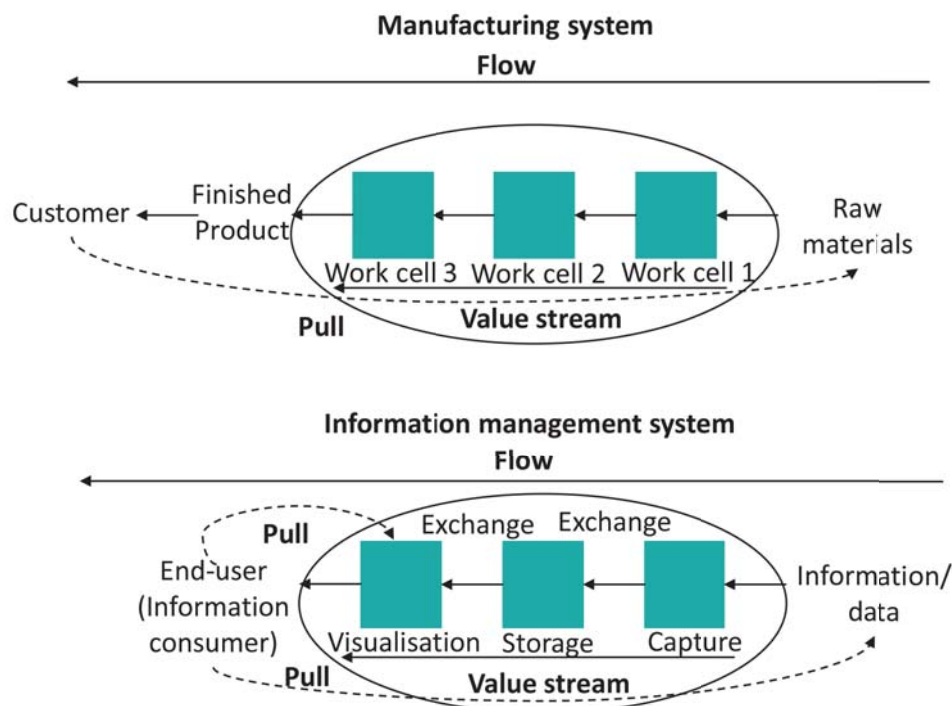 Manufacturing system
Flow
Customer
Finished
Product
Raw
materials
Work cell 3
Work cell 2
Work cell 1
Pull
Value stream
Information management system
Flow
Pull
Exchange
Exchange
End-user
(Information
consumer)
Information/
data
Visualisation
Storage
Capture
Pull
Value stream